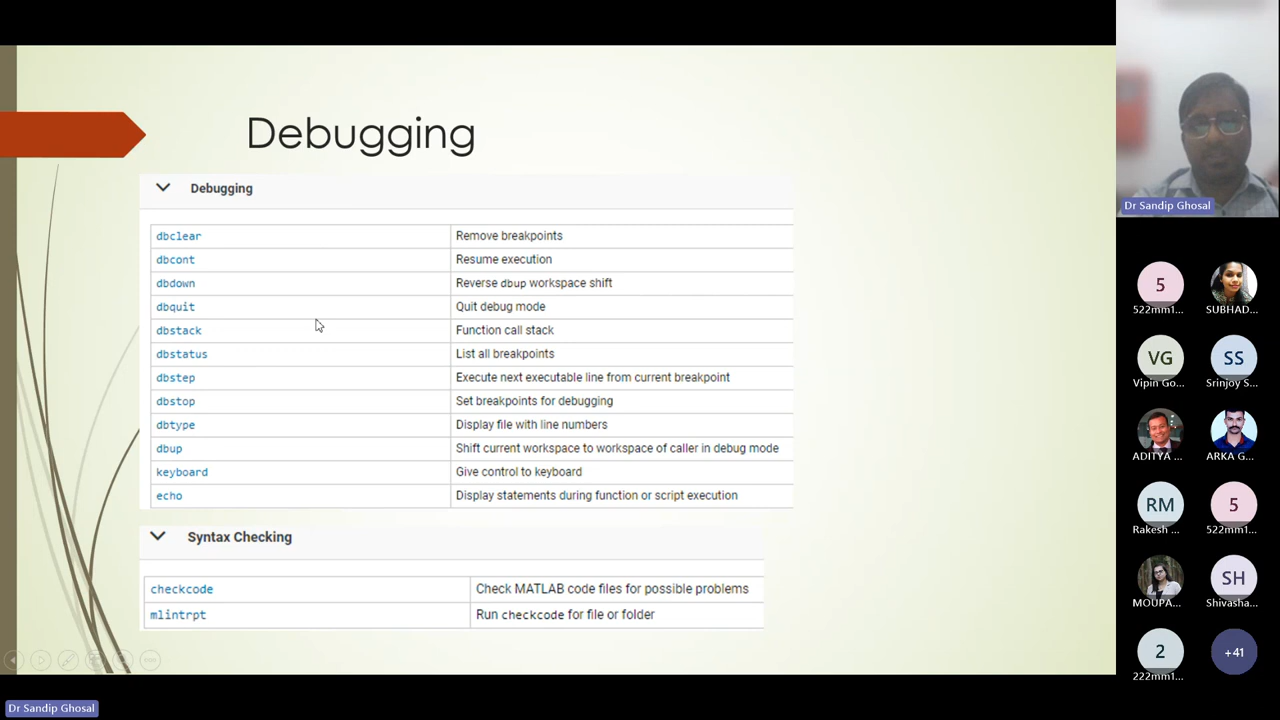 Debugging
Debugging
dbclear Remove breakpoints
dbcont Resume execution
dbdown Reverse dbup workspace shift
dbquit Quit debug mode
dbstack Function call stack
dbstatus List all breakpoints
dbstep Execute next executable line from current breakpoint
dbstop Set breakpoints for debugging
dbtype Display file with line numbers
dbup Shift current workspace to workspace of caller in debug mode
keyboard Give control to keyboard
echo Display statements during function or script execution
Syntax Checking
checkcode Check MATLAB code files for possible problems
mlintrpt Run checkcode for file or folder
Dr Sandip Ghosal
5
522mm1...
SUBHAD...
VG
Vipin Go...
SS
Srinjoy S...
ADITYA ...
ARKA G...
RM
Rakesh ...
5
522mm1...
MOUPA...
SH
Shivasha...
2
222mm1...
+41
Dr Sandip Ghosal